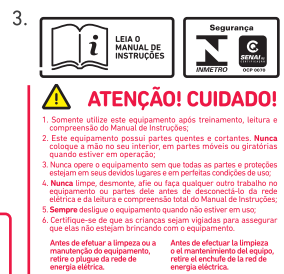 3.
LEIA O
MANUAL DE
INSTRUÇÕES
Segurança
INMETRO
SENAI
OCP 0070
ATENÇÃO! CUIDADO!
1. Somente utilize este equipamento após treinamento, leitura e
compreensão do Manual de Instruções;
2. Este equipamento possui partes quentes e cortantes. Nunca
coloque a mão no seu interior, em partes móveis ou giratórias
quando estiver em operação;
3. Nunca opere o equipamento sem que todas as partes e proteções
estejam em seus devidos lugares e em perfeitas condições de uso;
4. Nunca limpe, desmonte, afie ou faça qualquer outro trabalho no
equipamento ou partes dele antes de desconectá-lo da rede
elétrica e da leitura e compreensão total do Manual de Instruções;
5. Sempre desligue o equipamento quando não estiver em uso;
6. Certifique-se de que as crianças sejam vigiadas para assegurar
que elas não estejam brincando com o equipamento.
Antes de efetuar a limpeza ou a
manutenção do equipamento,
retire o plugue da rede de
energia elétrica.
Antes de efectuar la limpieza
o el mantenimiento del equipo,
retire el enchufe de la red de
energía eléctrica.